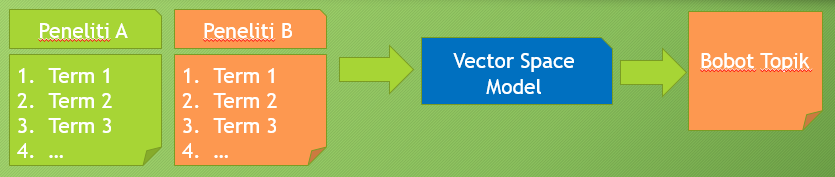 Peneliti A
1. Term 1
2. Term 2
3. Term 3
4. ...
Peneliti B
1. Term 1
2. Term 2
3. Term 3
4. ...
Vector Space
Model
Bobot Topik